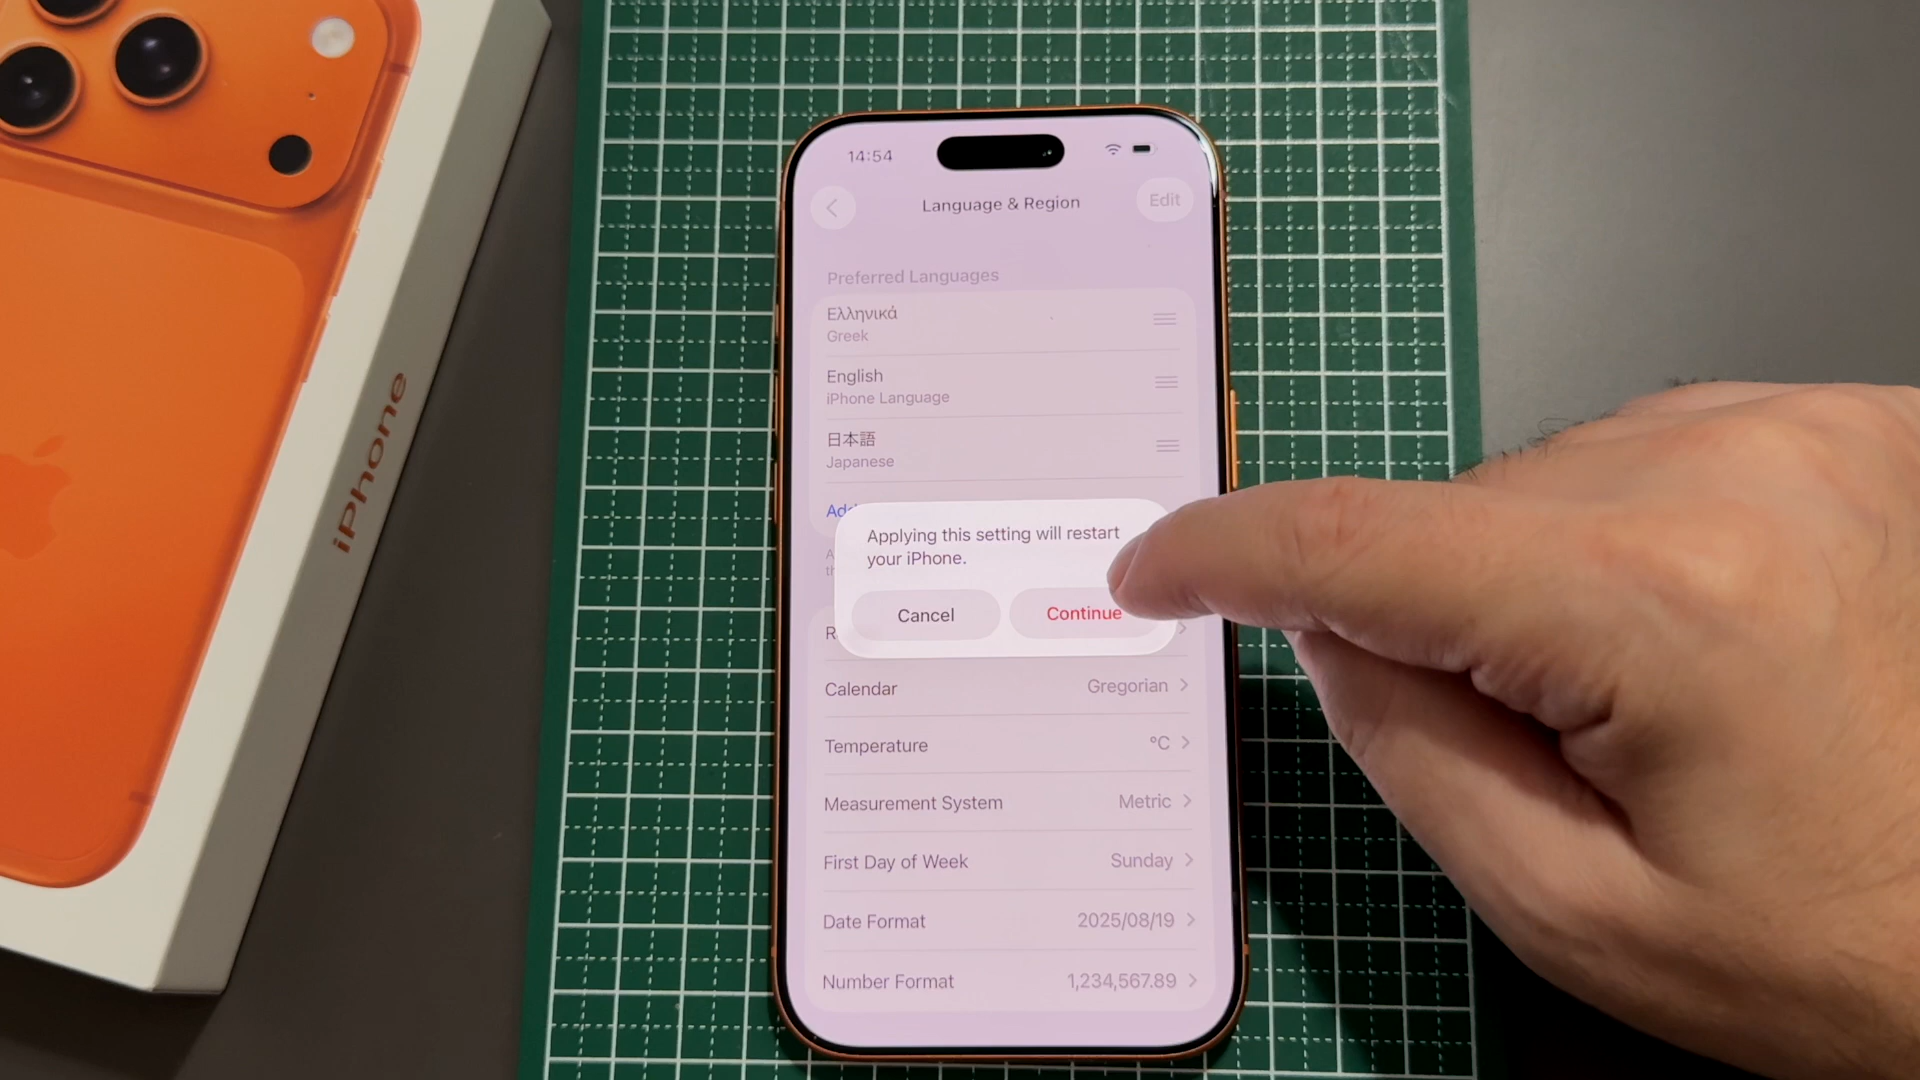 iPhone
14:54
Language & Region
Edit
Preferred Languages
Ελληνικά
Greek
English
iPhone Language
日本語
Japanese
Applying this setting will restart
your iPhone.
Cancel
Continue
Calendar
Gregorian
Temperature
°C
Measurement System
Metric
First Day of Week
Sunday
Date Format
2025/08/19
Number Format
1,234,567.89